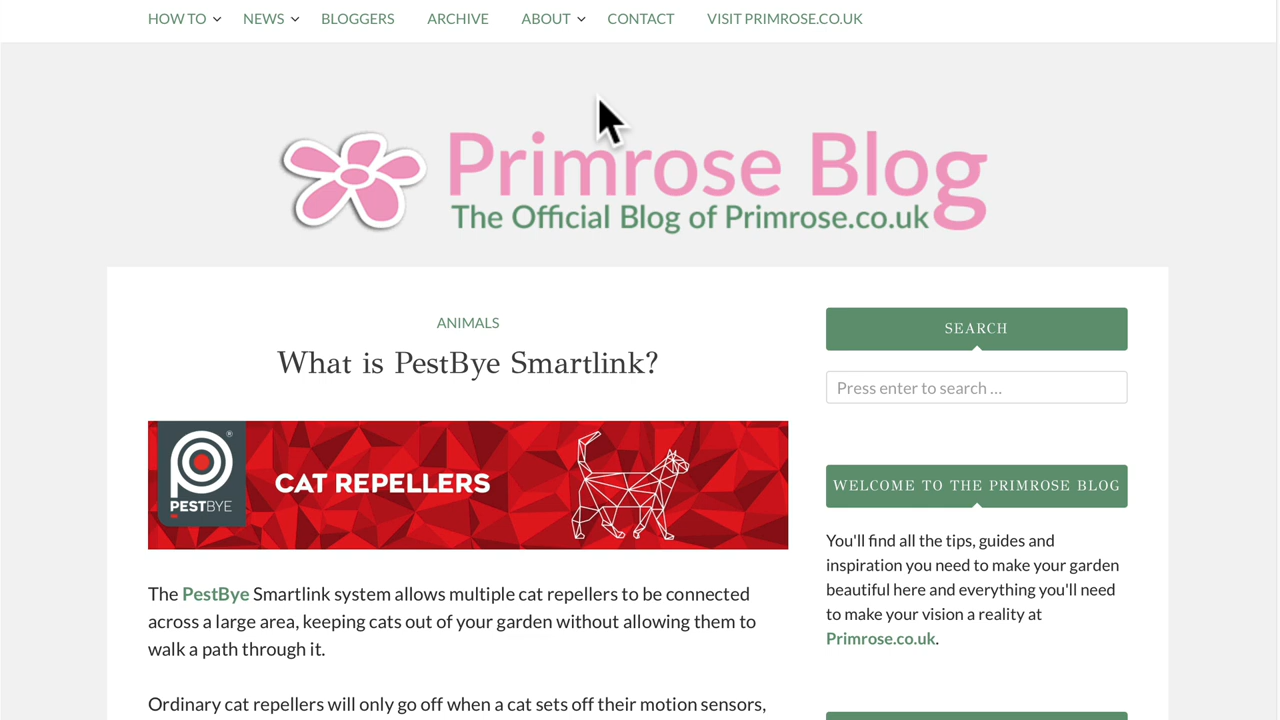 HOW TO NEWS BLOGGERS ARCHIVE ABOUT CONTACT VISIT PRIMROSE.CO.UK
Primrose Blog
The Official Blog of Primrose.co.uk
ANIMALS
What is PestBye Smartlink?
PESTBYE®
CAT REPELLERS
The PestBye Smartlink system allows multiple cat repellers to be connected
across a large area, keeping cats out of your garden without allowing them to
walk a path through it.
Ordinary cat repellers will only go off when a cat sets off their motion sensors,
SEARCH
Press enter to search ...
WELCOME TO THE PRIMROSE BLOG
You'll find all the tips, guides and
inspiration you need to make your garden
beautiful here and everything you'll need
to make your vision a reality at
Primrose.co.uk.